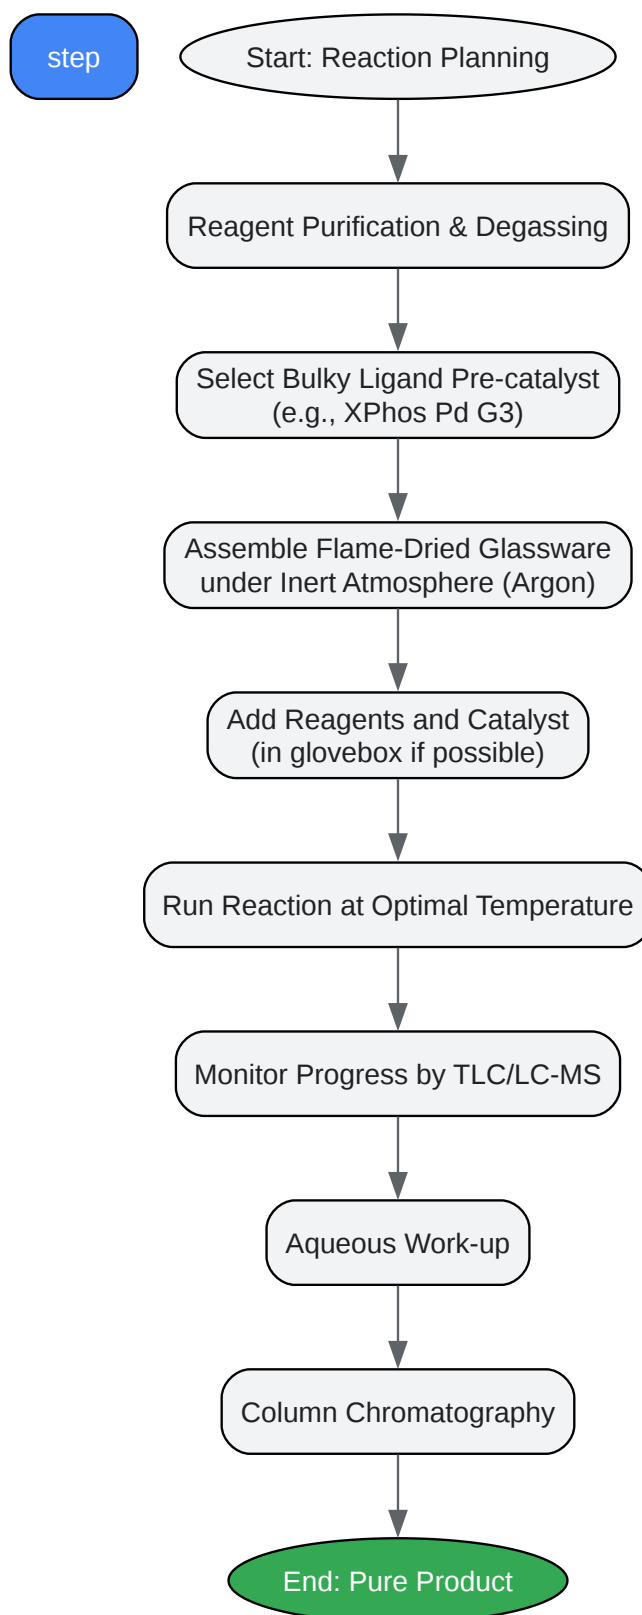 step
Start: Reaction Planning
Reagent Purification & Degassing
Select Bulky Ligand Pre-catalyst
(e.g., XPhos Pd G3)
Assemble Flame-Dried Glassware
under Inert Atmosphere (Argon)
Add Reagents and Catalyst
(in glovebox if possible)
Run Reaction at Optimal Temperature
Monitor Progress by TLC/LC-MS
Aqueous Work-up
Column Chromatography
End: Pure Product